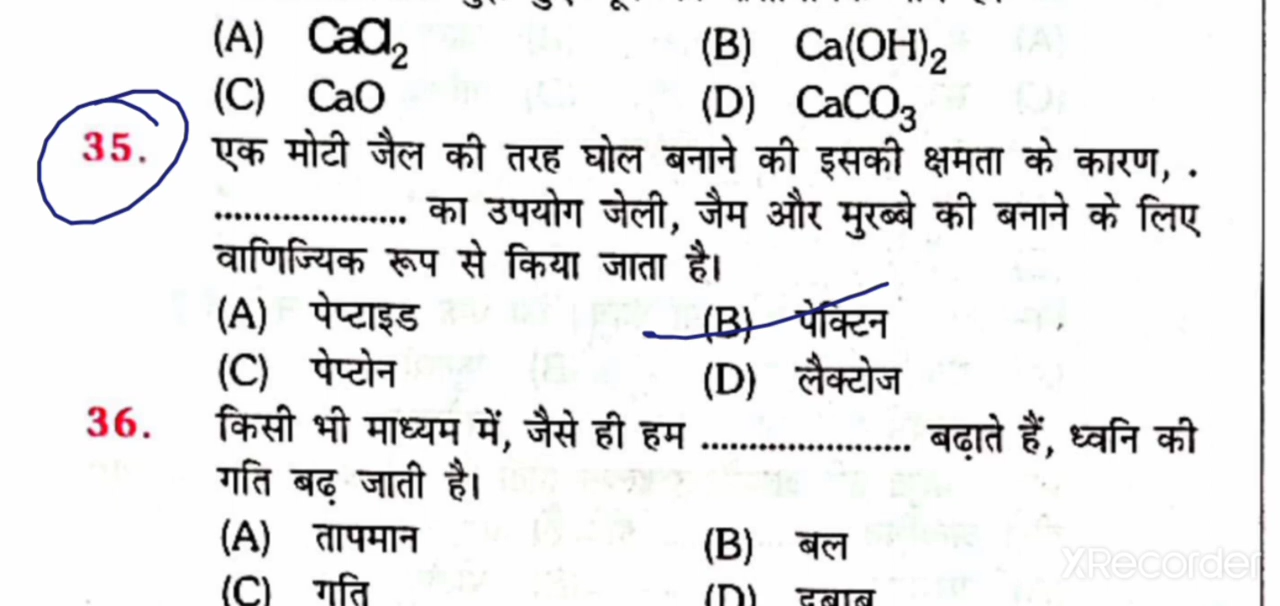 (A) CaCl₂ (B) Ca(OH)₂
(C) CaO (D) CaCO₃
35. एक मोटी जैल की तरह घोल बनाने की इसकी क्षमता के कारण, .
.................... का उपयोग जेली, जैम और मुरब्बे की बनाने के लिए
वाणिज्यिक रूप से किया जाता है।
(A) पेप्टाइड (B) पेक्टिन
(C) पेप्टोन (D) लैक्टोज
36. किसी भी माध्यम में, जैसे ही हम ...................... बढ़ाते हैं, ध्वनि की
गति बढ़ जाती है।
(A) तापमान (B) बल
(C) गति (D) दबाब
XRecorder